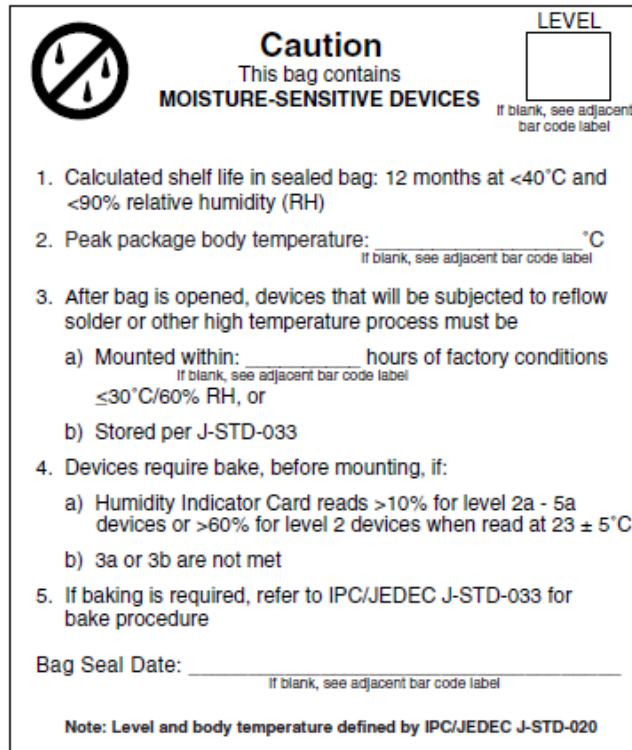 LEVEL
Caution
This bag contains
MOISTURE-SENSITIVE DEVICES
If blank, see adjacent
bar code label
1. Calculated shelf life in sealed bag: 12 months at <40˚C and
<90% relative humidity (RH)
2. Peak package body temperature: __________________˚C
If blank, see adjacent bar code label
3. After bag is opened, devices that will be subjected to reflow
solder or other high temperature process must be
a) Mounted within: __________ hours of factory conditions
If blank, see adjacent bar code label
≤30˚C/60% RH, or
b) Stored per J-STD-033
4. Devices require bake, before mounting, if:
a) Humidity Indicator Card reads >10% for level 2a - 5a
devices or >60% for level 2 devices when read at 23 ± 5˚C
b) 3a or 3b are not met
5. If baking is required, refer to IPC/JEDEC J-STD-033 for
bake procedure
Bag Seal Date: ______________________________________
If blank, see adjacent bar code label
Note: Level and body temperature defined by IPC/JEDEC J-STD-020